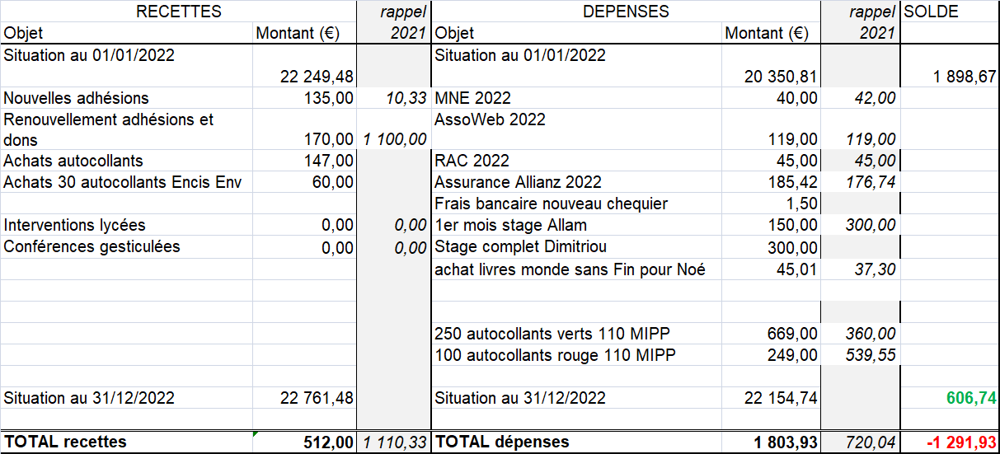 RECETTES rappel DEPENSES rappel SOLDE
Objet Montant (€) 2021 Objet Montant (€) 2021
Situation au 01/01/2022 Situation au 01/01/2022
22 249,48 20 350,81 1 898,67
Nouvelles adhésions 135,00 10,33 MNE 2022 40,00 42,00
Renouvellement adhésions et AssoWeb 2022
dons 170,00 1 100,00 119,00 119,00
Achats autocollants 147,00 RAC 2022 45,00 45,00
Achats 30 autocollants Encis Env 60,00 Assurance Allianz 2022 185,42 176,74
Frais bancaire nouveau chequier 1,50
Interventions lycées 0,00 0,00 1er mois stage Allam 150,00 300,00
Conférences gesticulées 0,00 0,00 Stage complet Dimitriou 300,00
achat livres monde sans Fin pour Noé 45,01 37,30
250 autocollants verts 110 MIPP 669,00 360,00
100 autocollants rouge 110 MIPP 249,00 539,55
Situation au 31/12/2022 22 761,48 Situation au 31/12/2022 22 154,74 606,74
TOTAL recettes 512,00 1 110,33 TOTAL dépenses 1 803,93 720,04 -1 291,93